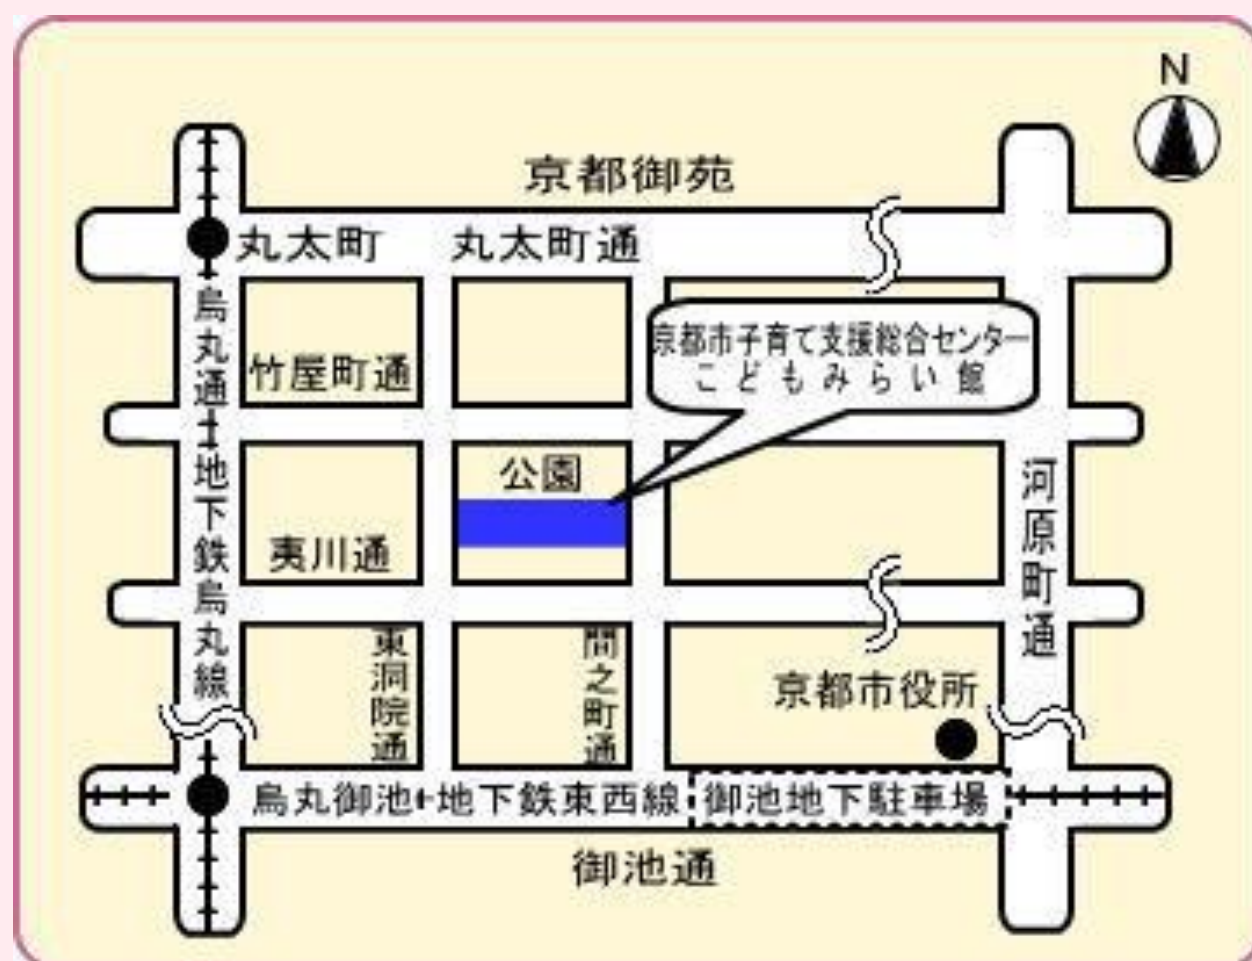 N
京都御苑
丸太町
丸太町通
烏丸通
地下鉄烏丸線
竹屋町通
京都市子育て支援総合センター
こどもみらい館
公園
夷川通
河原町通
東洞院通
間之町通
京都市役所
烏丸御池
地下鉄東西線
御池地下駐車場
御池通